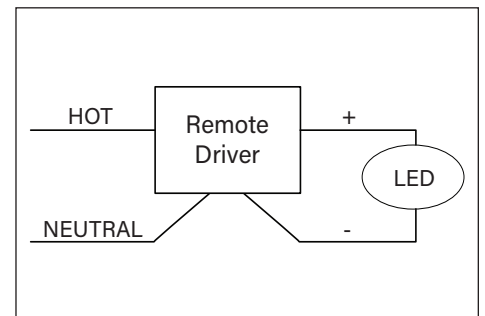 HOT
Remote
Driver
+
LED
NEUTRAL
-